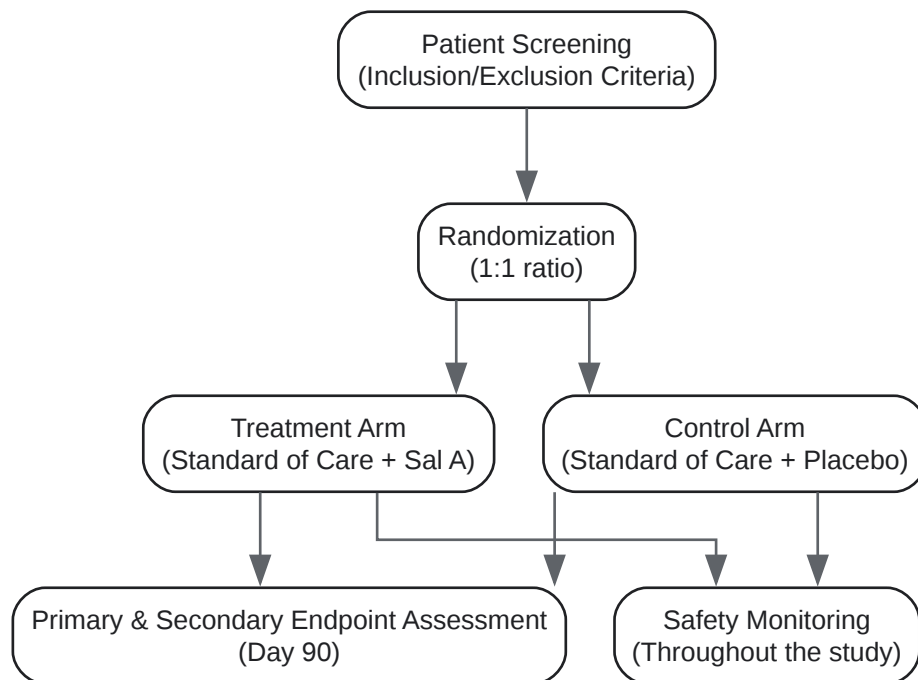 Patient Screening
(Inclusion/Exclusion Criteria)
Randomization
(1:1 ratio)
Treatment Arm
(Standard of Care + Sal A)
Control Arm
(Standard of Care + Placebo)
Primary & Secondary Endpoint Assessment
(Day 90)
Safety Monitoring
(Throughout the study)